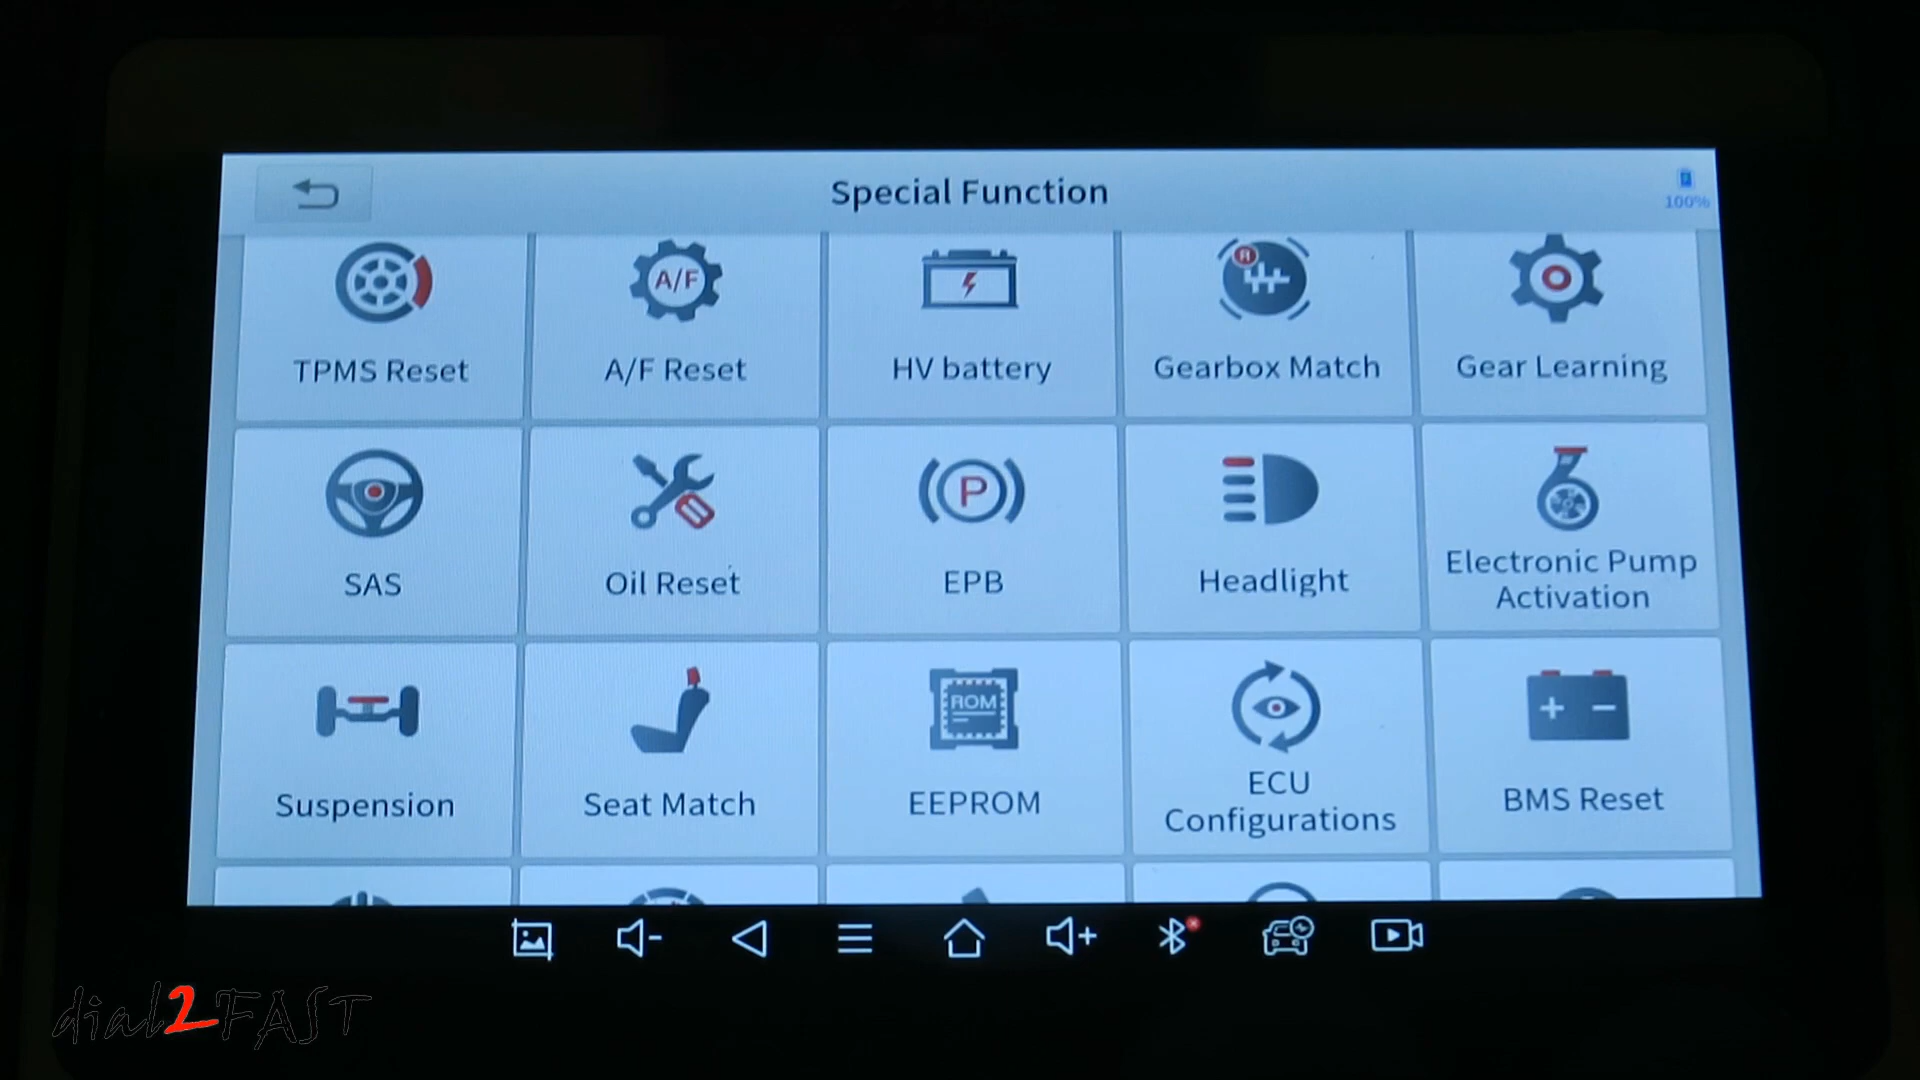 Special Function
100%
A/F
R
TPMS Reset
A/F Reset
HV battery
Gearbox Match
Gear Learning
P
SAS
Oil Reset
EPB
Headlight
Electronic Pump
Activation
ROM
Suspension
Seat Match
EEPROM
ECU
Configurations
BMS Reset
dial2FAST